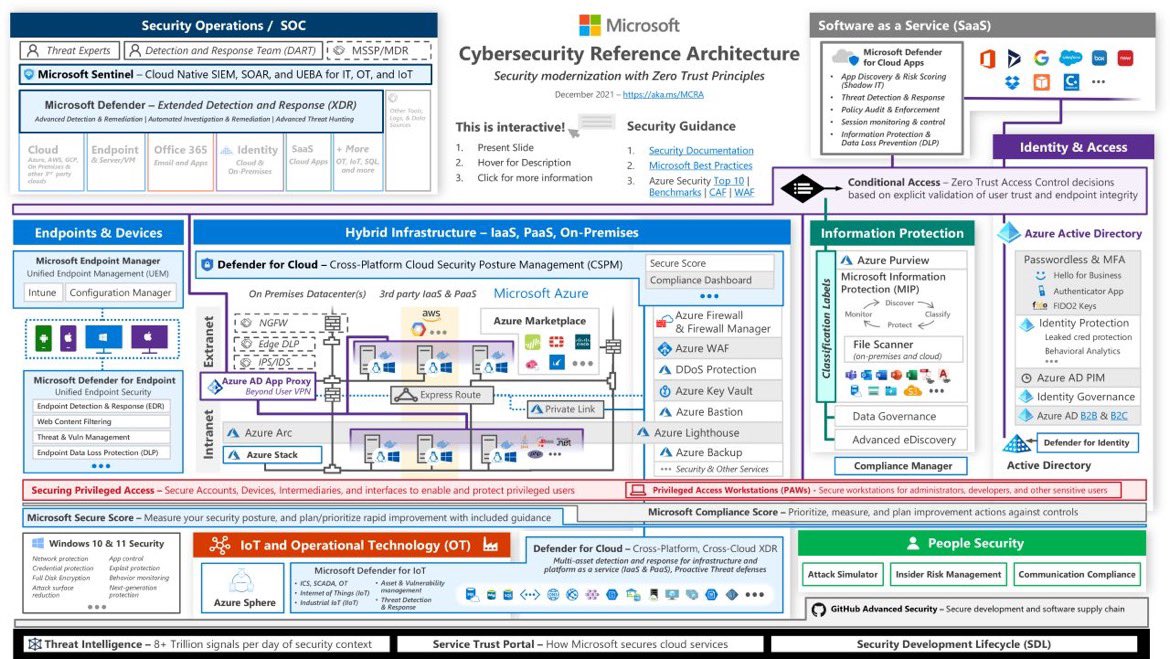 Security Operations / SOC
Threat Experts
Detection and Response Team (DART)
MSSP/MDR
Microsoft Sentinel – Cloud Native SIEM, SOAR, and UEBA for IT, OT, and IoT
Microsoft Defender – Extended Detection and Response (XDR)
Advanced Detection & Remediation | Automated Investigation & Remediation | Advanced Threat Hunting
Other Tools,
Logs, & Data
Sources
Cloud
Azure, AWS, GCP,
On Premises &
other 3rd party
clouds
Endpoint
& Server/VM
Office 365
Email and Apps
Identity
Cloud &
On-Premises
SaaS
Cloud Apps
+ More
OT, IoT, SQL,
and more
Microsoft
Cybersecurity Reference Architecture
Security modernization with Zero Trust Principles
December 2021 – https://aka.ms/MCRA
This is interactive!
1. Present Slide
2. Hover for Description
3. Click for more information
Security Guidance
1. Security Documentation
2. Microsoft Best Practices
3. Azure Security Top 10 |
Benchmarks | CAF | WAF
Software as a Service (SaaS)
Microsoft Defender
for Cloud Apps
• App Discovery & Risk Scoring
(Shadow IT)
• Threat Detection & Response
• Policy Audit & Enforcement
• Session monitoring & control
• Information Protection &
Data Loss Prevention (DLP)
box
Identity & Access
Conditional Access – Zero Trust Access Control decisions
based on explicit validation of user trust and endpoint integrity
Endpoints & Devices
Microsoft Endpoint Manager
Unified Endpoint Management (UEM)
Intune
Configuration Manager
Microsoft Defender for Endpoint
Unified Endpoint Security
Endpoint Detection & Response (EDR)
Web Content Filtering
Threat & Vuln Management
Endpoint Data Loss Protection (DLP)
Hybrid Infrastructure – IaaS, PaaS, On-Premises
Defender for Cloud – Cross-Platform Cloud Security Posture Management (CSPM)
Secure Score
Compliance Dashboard
On Premises Datacenter(s)
3rd party IaaS & PaaS
Microsoft Azure
Extranet
NGFW
Edge DLP
IPS/IDS
aws
Azure Marketplace
Azure AD App Proxy
Beyond User VPN
Express Route
Private Link
Intranet
Azure Arc
Azure Stack
.net
php
Azure Firewall
& Firewall Manager
Azure WAF
DDoS Protection
Azure Key Vault
Azure Bastion
Azure Lighthouse
Azure Backup
Security & Other Services
Information Protection
Classification Labels
Azure Purview
Microsoft Information
Protection (MIP)
Discover
Monitor
Classify
Protect
File Scanner
(on-premises and cloud)
Data Governance
Advanced eDiscovery
Compliance Manager
Azure Active Directory
Passwordless & MFA
Hello for Business
Authenticator App
FIDO2 Keys
Identity Protection
Leaked cred protection
Behavioral Analytics
Azure AD PIM
Identity Governance
Azure AD B2B & B2C
Defender for Identity
Active Directory
Securing Privileged Access – Secure Accounts, Devices, Intermediaries, and interfaces to enable and protect privileged users
Privileged Access Workstations (PAWs) - Secure workstations for administrators, developers, and other sensitive users
Microsoft Secure Score – Measure your security posture, and plan/prioritize rapid improvement with included guidance
Microsoft Compliance Score – Prioritize, measure, and plan improvement actions against controls
Windows 10 & 11 Security
Network protection
Credential protection
Full Disk Encryption
Attack surface
reduction
App control
Exploit protection
Behavior monitoring
Next-generation
protection
IoT and Operational Technology (OT)
Azure Sphere
Microsoft Defender for IoT
• ICS, SCADA, OT
• Internet of Things (IoT)
• Industrial IoT (IIoT)
• Asset & Vulnerability
management
• Threat Detection
& Response
Defender for Cloud – Cross-Platform, Cross-Cloud XDR
Multi-asset detection and response for infrastructure and
platform as a service (IaaS & PaaS), Proactive Threat defenses
People Security
Attack Simulator
Insider Risk Management
Communication Compliance
GitHub Advanced Security – Secure development and software supply chain
Threat Intelligence – 8+ Trillion signals per day of security context
Service Trust Portal – How Microsoft secures cloud services
Security Development Lifecycle (SDL)